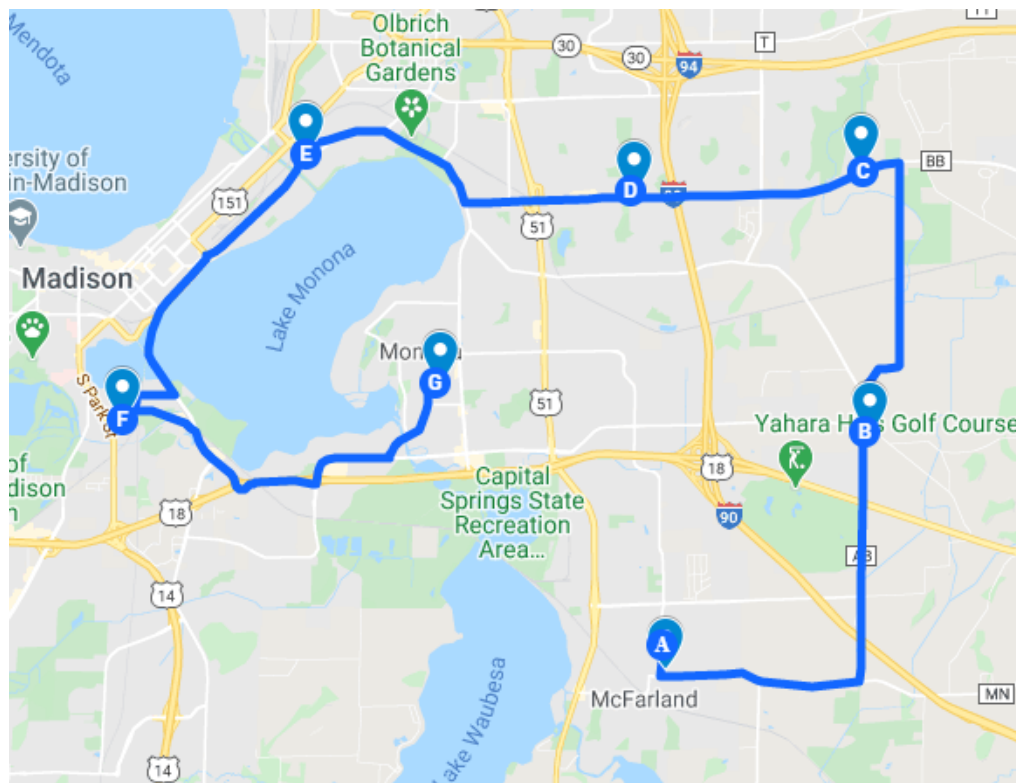 Mendota
Olbrich
Botanical
Gardens
30
30
T
94
ersity of
in-Madison
E
D
C
BB
151
51
Madison
Lake Monona
Mon
G
S Park St
F
51
B
Yahara H
s Golf Course
of
dison
n
18
18
Capital
Springs State
Recreation
Area...
90
AB
14
A
McFarland
MN
Lake Waubesa
18
14